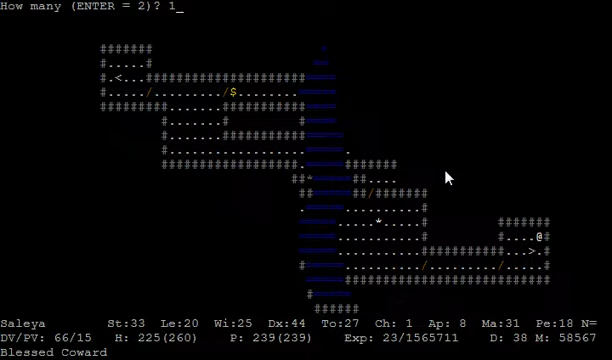 How many (ENTER = 2)? 1_
Saleya St:33 Le:20 Wi:25 Dx:44 To:27 Ch: 1 Ap: 8 Ma:31 Pe:18 N=
DV/PV: 66/15 H: 225(260) P: 239(239) Exp: 23/1565711 D: 38 M: 58567
Blessed Coward